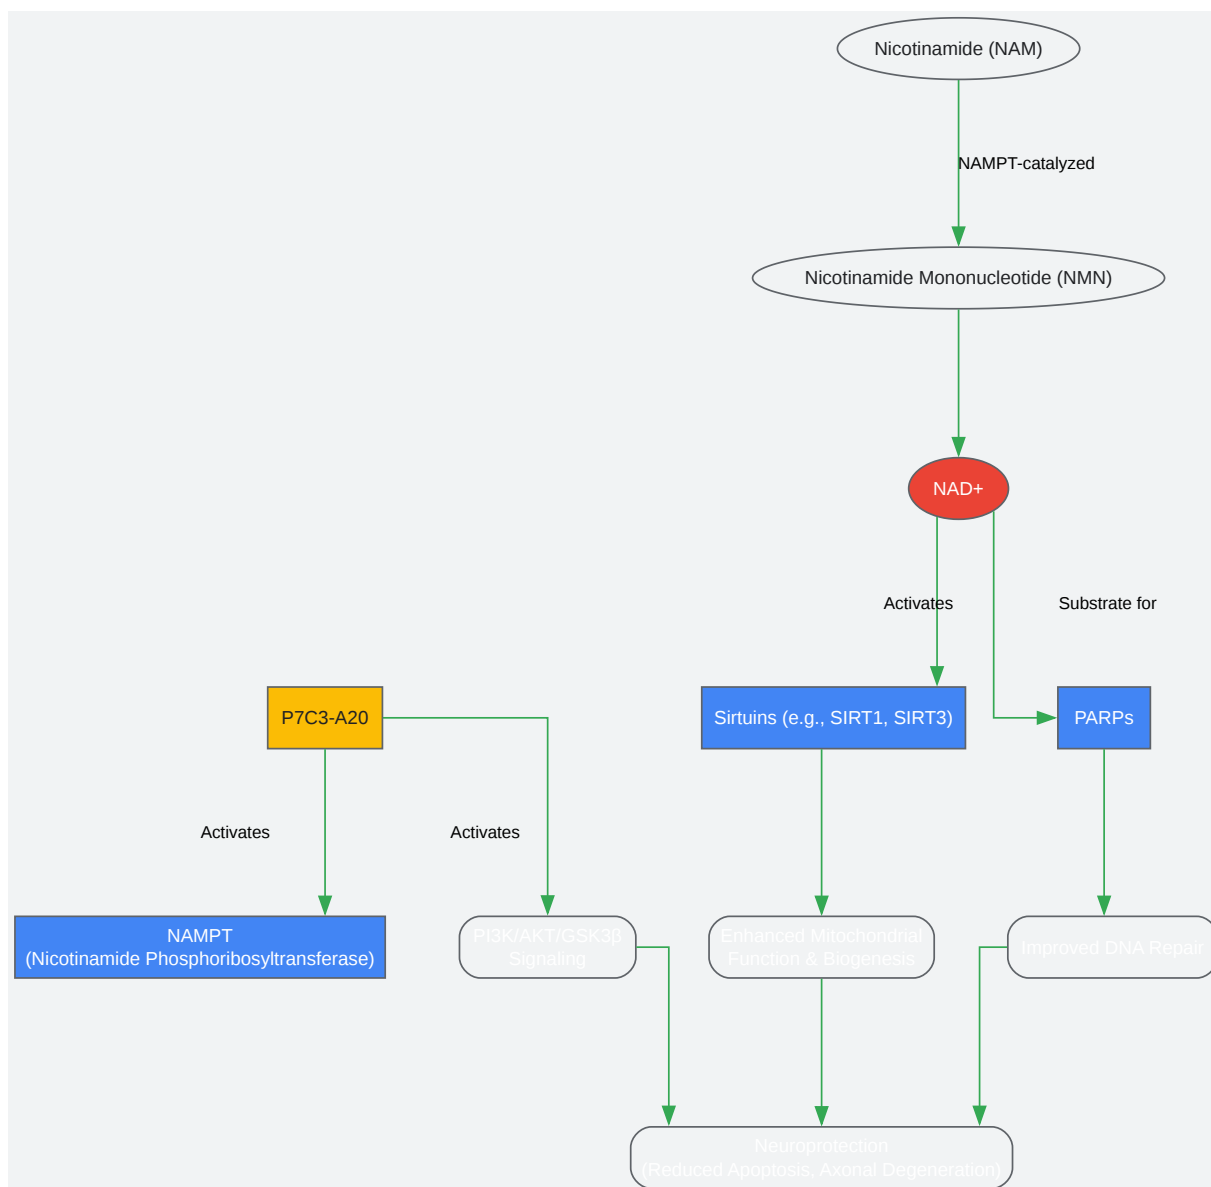 Nicotinamide (NAM)
NAMPT-catalyzed
Nicotinamide Mononucleotide (NMN)
NAD+
Activates
Substrate for
P7C3-A20
Sirtuins (e.g., SIRT1, SIRT3)
PARPs
Activates
Activates
NAMPT
(Nicotinamide Phosphoribosyltransferase)
PI3K/AKT/GSK3β
Signaling
Enhanced Mitochondrial
Function & Biogenesis
Improved DNA Repair
Neuroprotection
(Reduced Apoptosis, Axonal Degeneration)